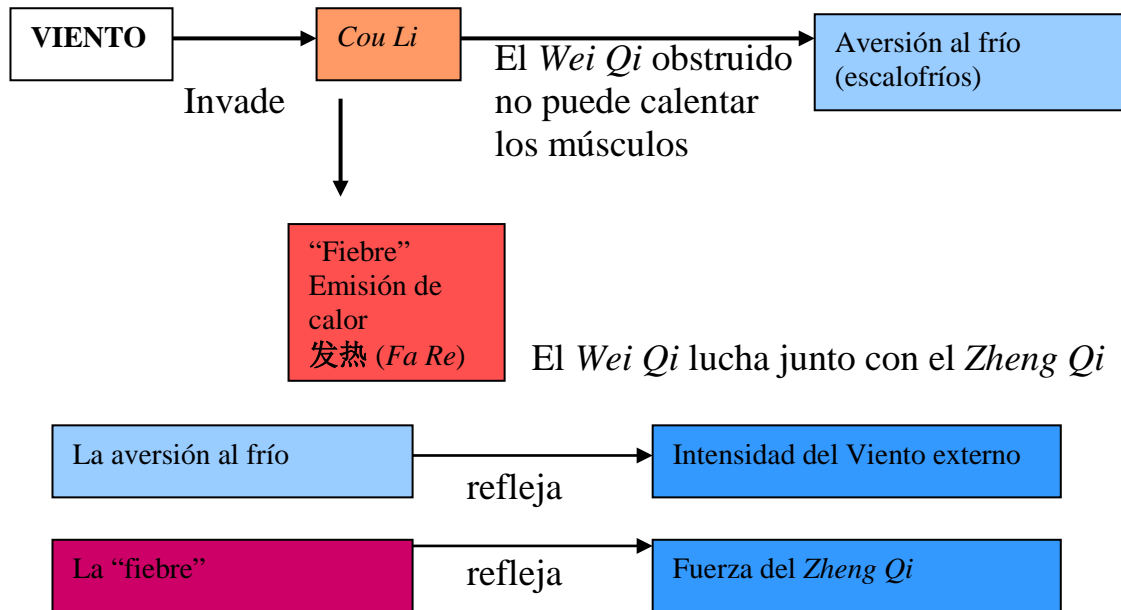 VIENTO
Invade
Cou Li
El Wei Qi obstruido
no puede calentar
los músculos
Aversión al frío
(escalofríos)
“Fiebre”
Emisión de
calor
发热 (Fa Re)
El Wei Qi lucha junto con el Zheng Qi
La aversión al frío
refleja
Intensidad del Viento externo
La “fiebre”
refleja
Fuerza del Zheng Qi